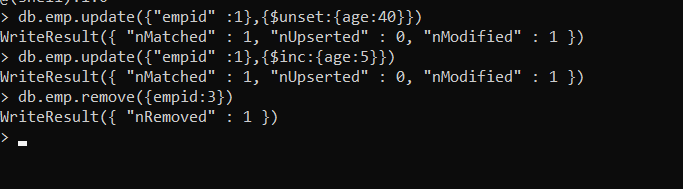 > db.emp.update({"empid" :1},{$unset:{age:40}})
WriteResult({ "nMatched" : 1, "nUpserted" : 0, "nModified" : 1 })
> db.emp.update({"empid" :1},{$inc:{age:5}})
WriteResult({ "nMatched" : 1, "nUpserted" : 0, "nModified" : 1 })
> db.emp.remove({empid:3})
WriteResult({ "nRemoved" : 1 })
>